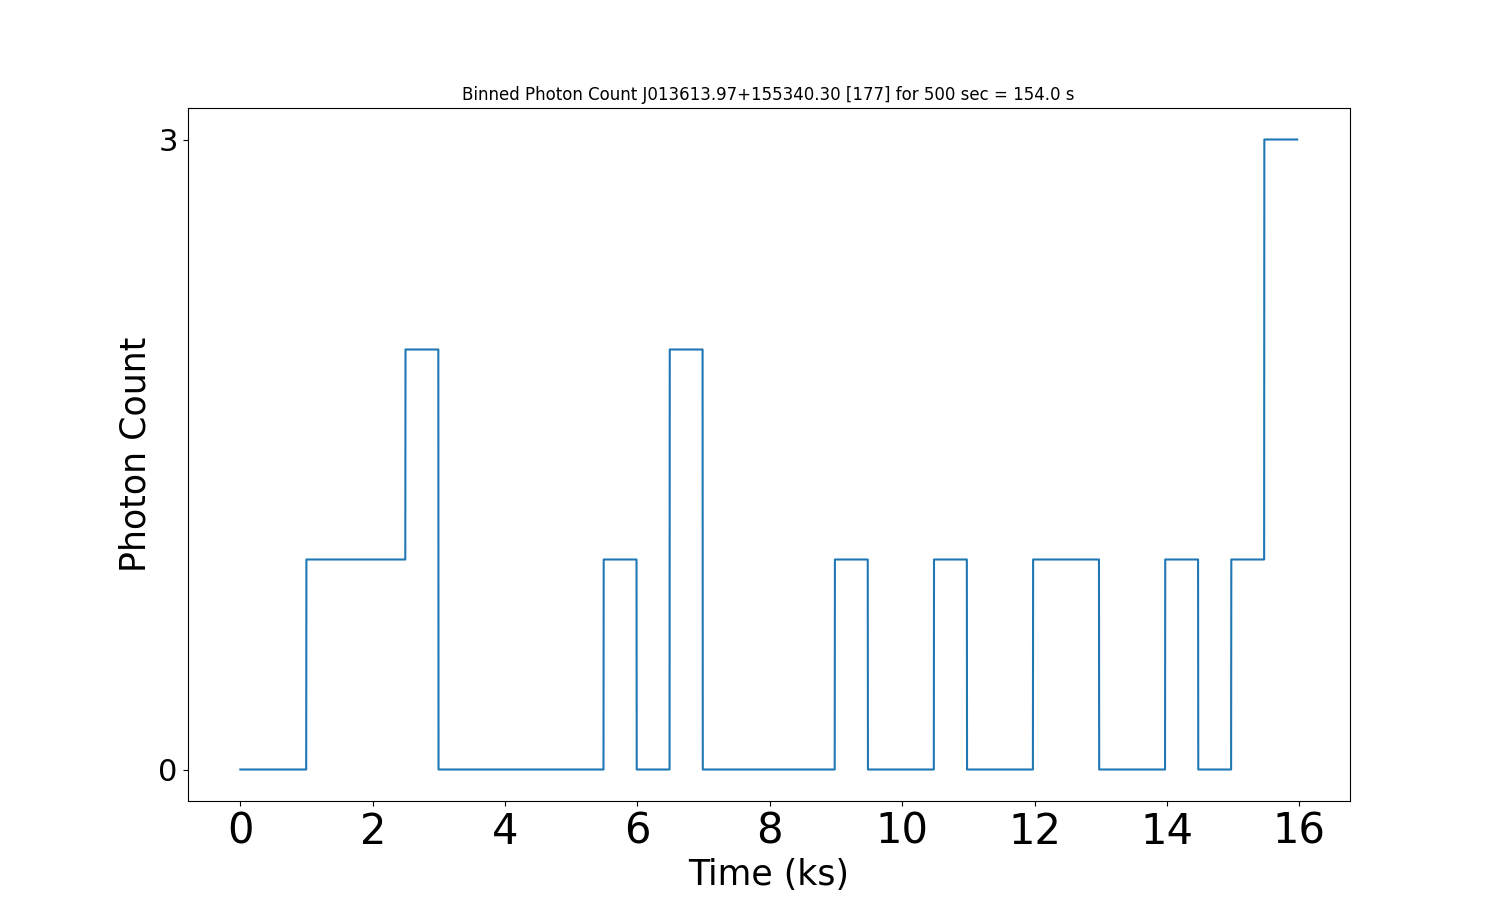 Binned Photon Count J013613.97+155340.30 [177] for 500 sec = 154.0 s
3
0
Photon Count
0 2 4 6 8 10 12 14 16
Time (ks)